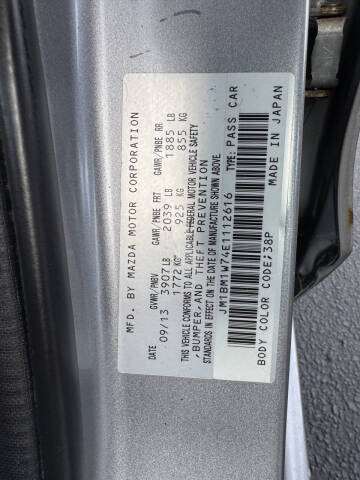 MFD. BY MAZDA MOTOR CORPORATION
DATE GVWR/PNBV GAWR/PNBE FRT GAWR/PNBE RR
09/13 3907 LB 2039 LB 1885 LB
1772 KG 925 KG 855 KG
THIS VEHICLE CONFORMS TO ALL APPLICABLE FEDERAL MOTOR VEHICLE SAFETY
,BUMPER,AND THEFT PREVENTION
STANDARDS IN EFFECT ON THE DATE OF MANUFACTURE SHOWN ABOVE.
JM1BM1W74E1112616 TYPE: PASS CAR
BODY COLOR CODE;38P MADE IN JAPAN